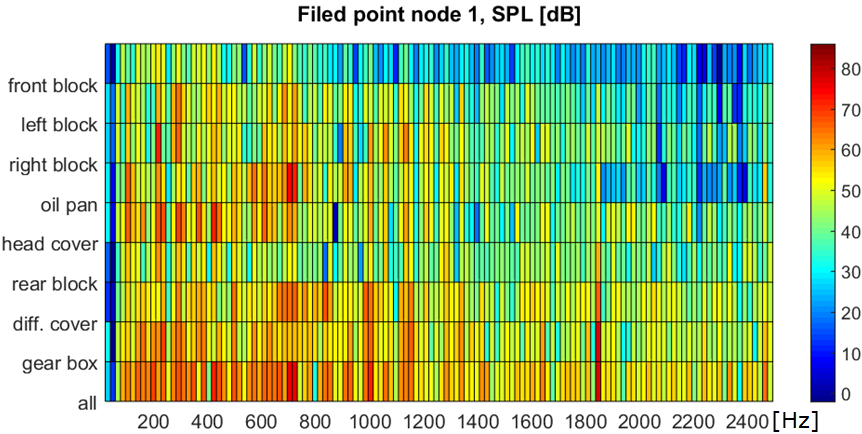 Filed point node 1, SPL [dB]
front block
left block
right block
oil pan
head cover
rear block
diff. cover
gear box
all
200 400 600 800 1000 1200 1400 1600 1800 2000 2200 2400 [Hz]
80
70
60
50
40
30
20
10
0